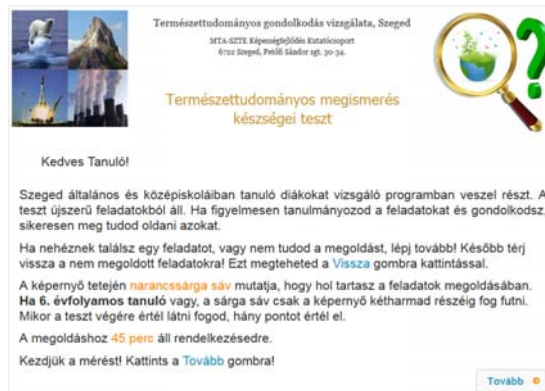 Természettudományos gondolkodás vizsgálata, Szeged
MTA-SZTE Képességfejlődés Kutatócsoport
6722 Szeged, Petőfi Sándor sgt. 30-34.
Természettudományos megismerés
készségei teszt
Kedves Tanuló!
Szeged általános és középiskoláiban tanuló diákokat vizsgáló programban veszel részt. A
teszt újszerű feladatokból áll. Ha figyelmesen tanulmányozod a feladatokat és gondolkodsz,
sikeresen meg tudod oldani azokat.
Ha nehéznek találsz egy feladatot, vagy nem tudod a megoldást, lépj tovább! Később térj
vissza a nem megoldott feladatokra! Ezt megteheted a Vissza gombra kattintással.
A képernyő tetején narancssárga sáv mutatja, hogy hol tartasz a feladatok megoldásában.
Ha 6. évfolyamos tanuló vagy, a sárga sáv csak a képernyő kétharmad részéig fog futni.
Mikor a teszt végére értél látni fogod, hány pontot értél el.
A megoldáshoz 45 perc áll rendelkezésedre.
Kezdjük a mérést! Kattints a Tovább gombra!
Tovább